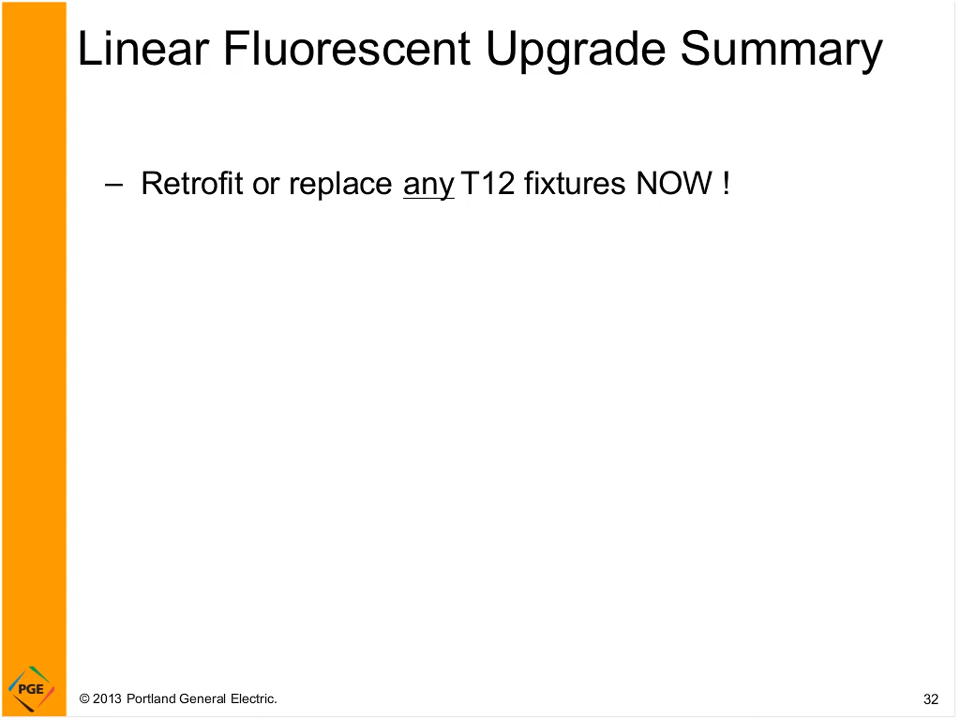 Linear Fluorescent Upgrade Summary
– Retrofit or replace any T12 fixtures NOW !
PGE
© 2013 Portland General Electric.
32